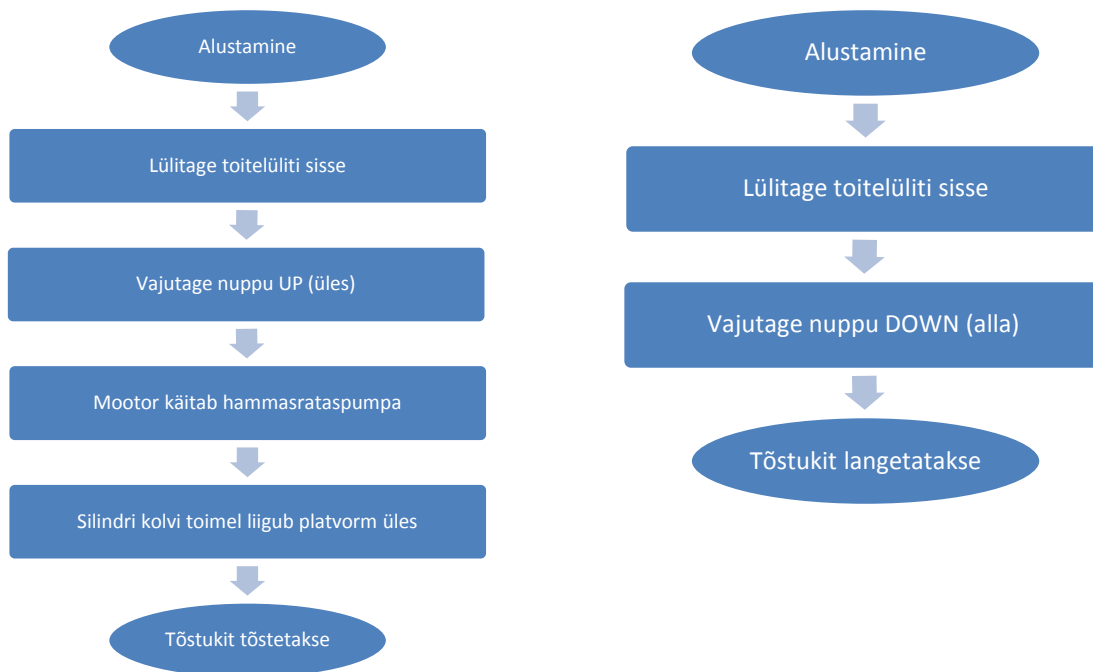 Alustamine
Lülitage toitelüliti sisse
Vajutage nuppu UP (üles)
Mootor käitab hammasrataspumpa
Silindri kolvi toimel liigub platvorm üles
Tõstukit tõstetakse
Alustamine
Lülitage toitelüliti sisse
Vajutage nuppu DOWN (alla)
Tõstukit langetatakse